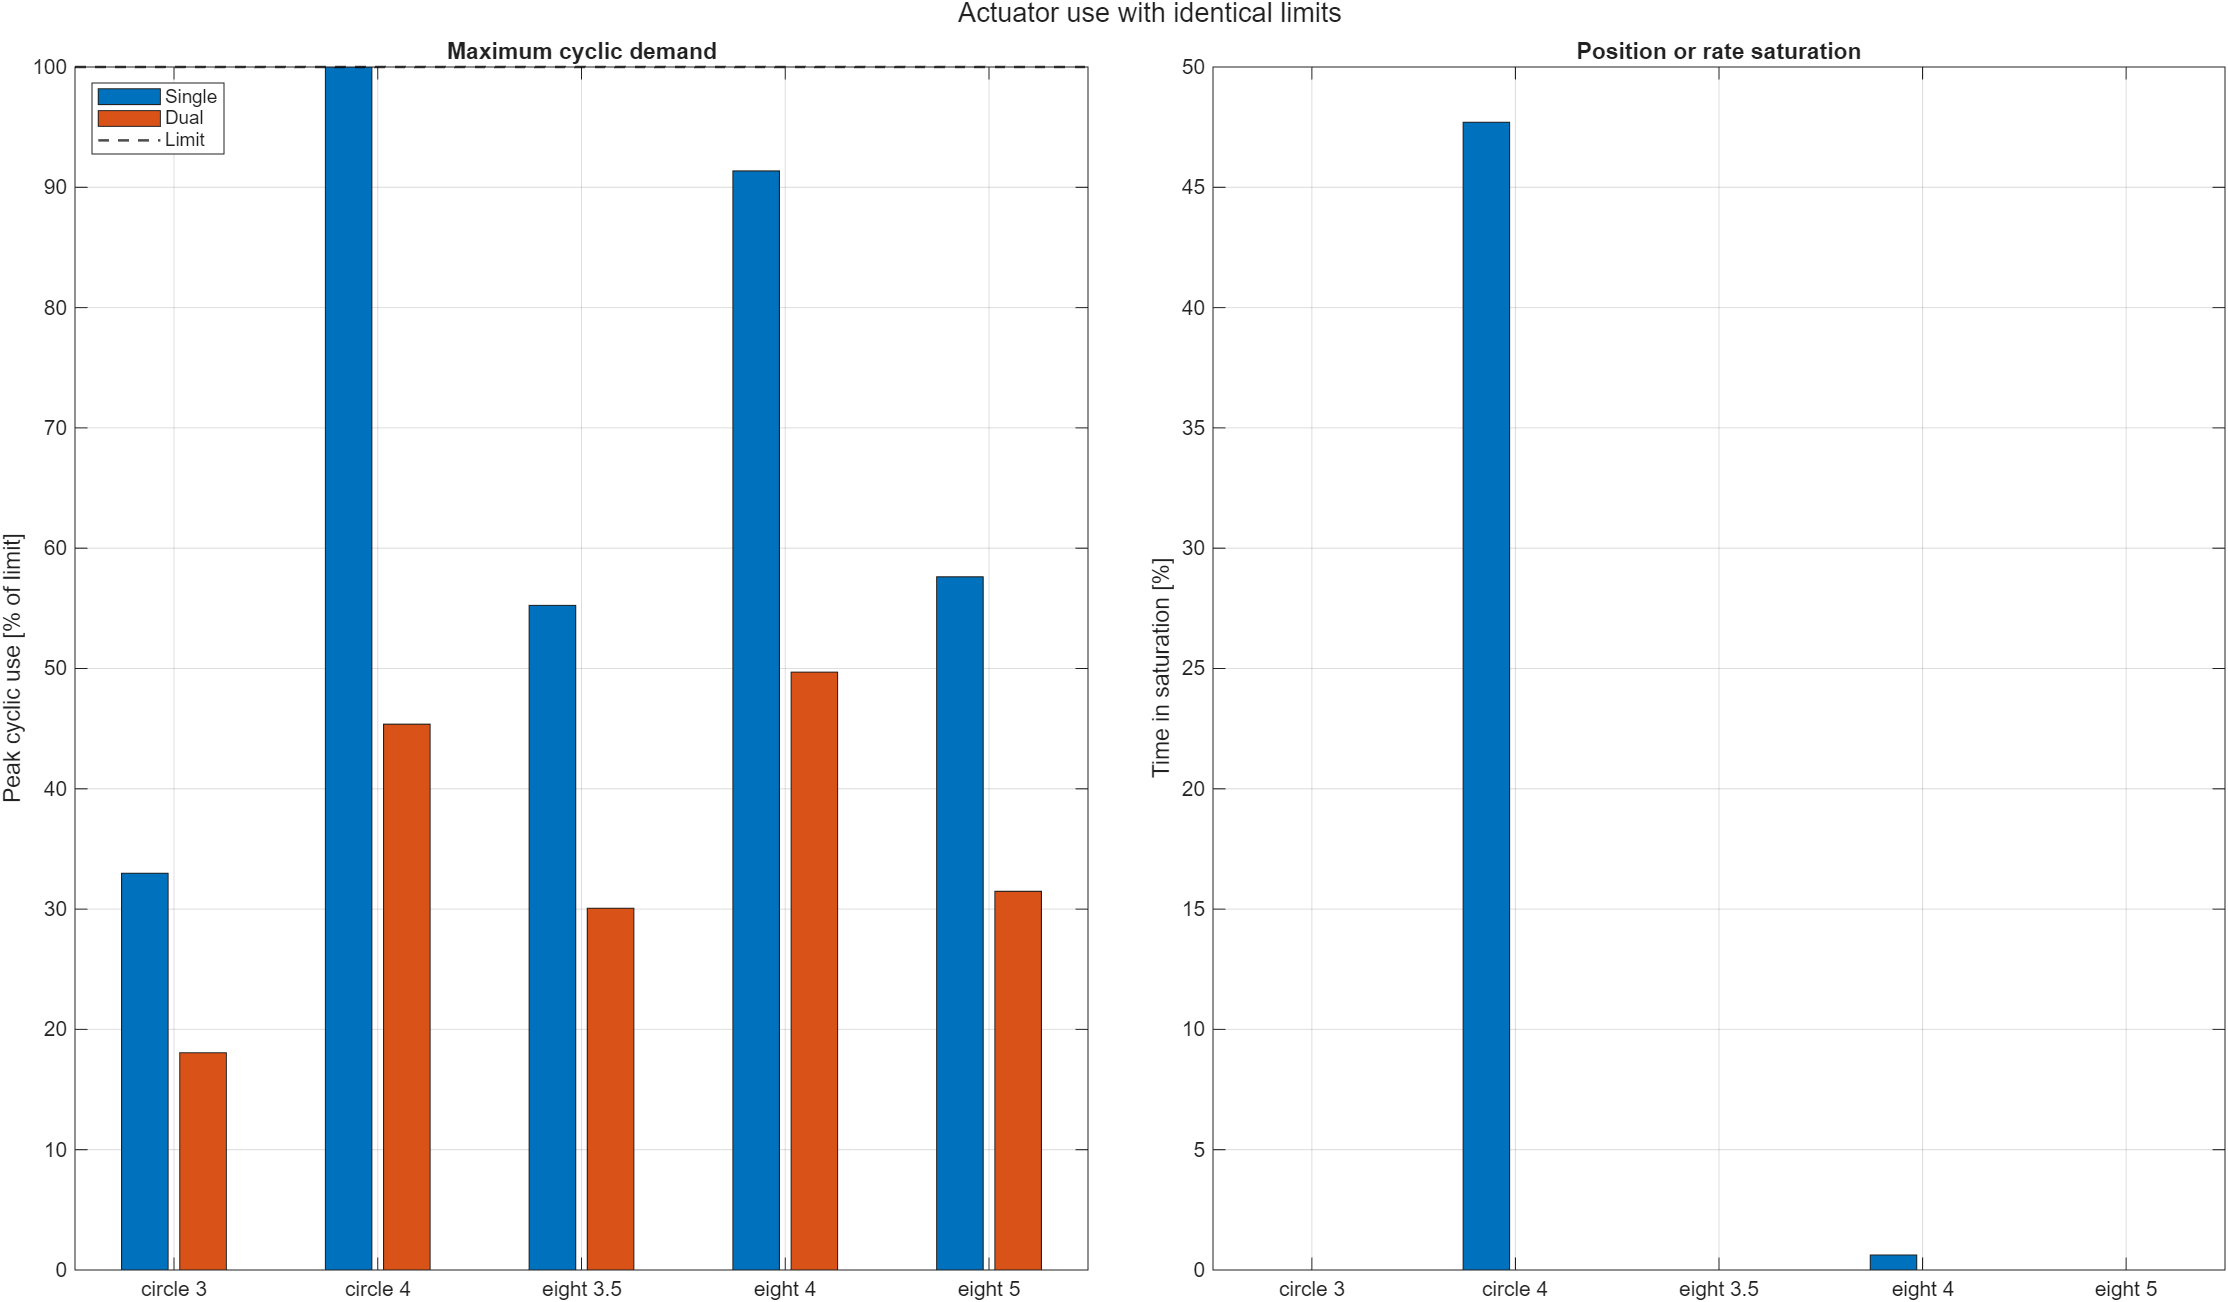 Actuator use with identical limits
Maximum cyclic demand
100
90
80
70
60
50
40
30
20
10
0
Peak cyclic use [% of limit]
Single
Dual
Limit
circle 3
circle 4
eight 3.5
eight 4
eight 5
Position or rate saturation
50
45
40
35
30
25
20
15
10
5
0
Time in saturation [%]
circle 3
circle 4
eight 3.5
eight 4
eight 5